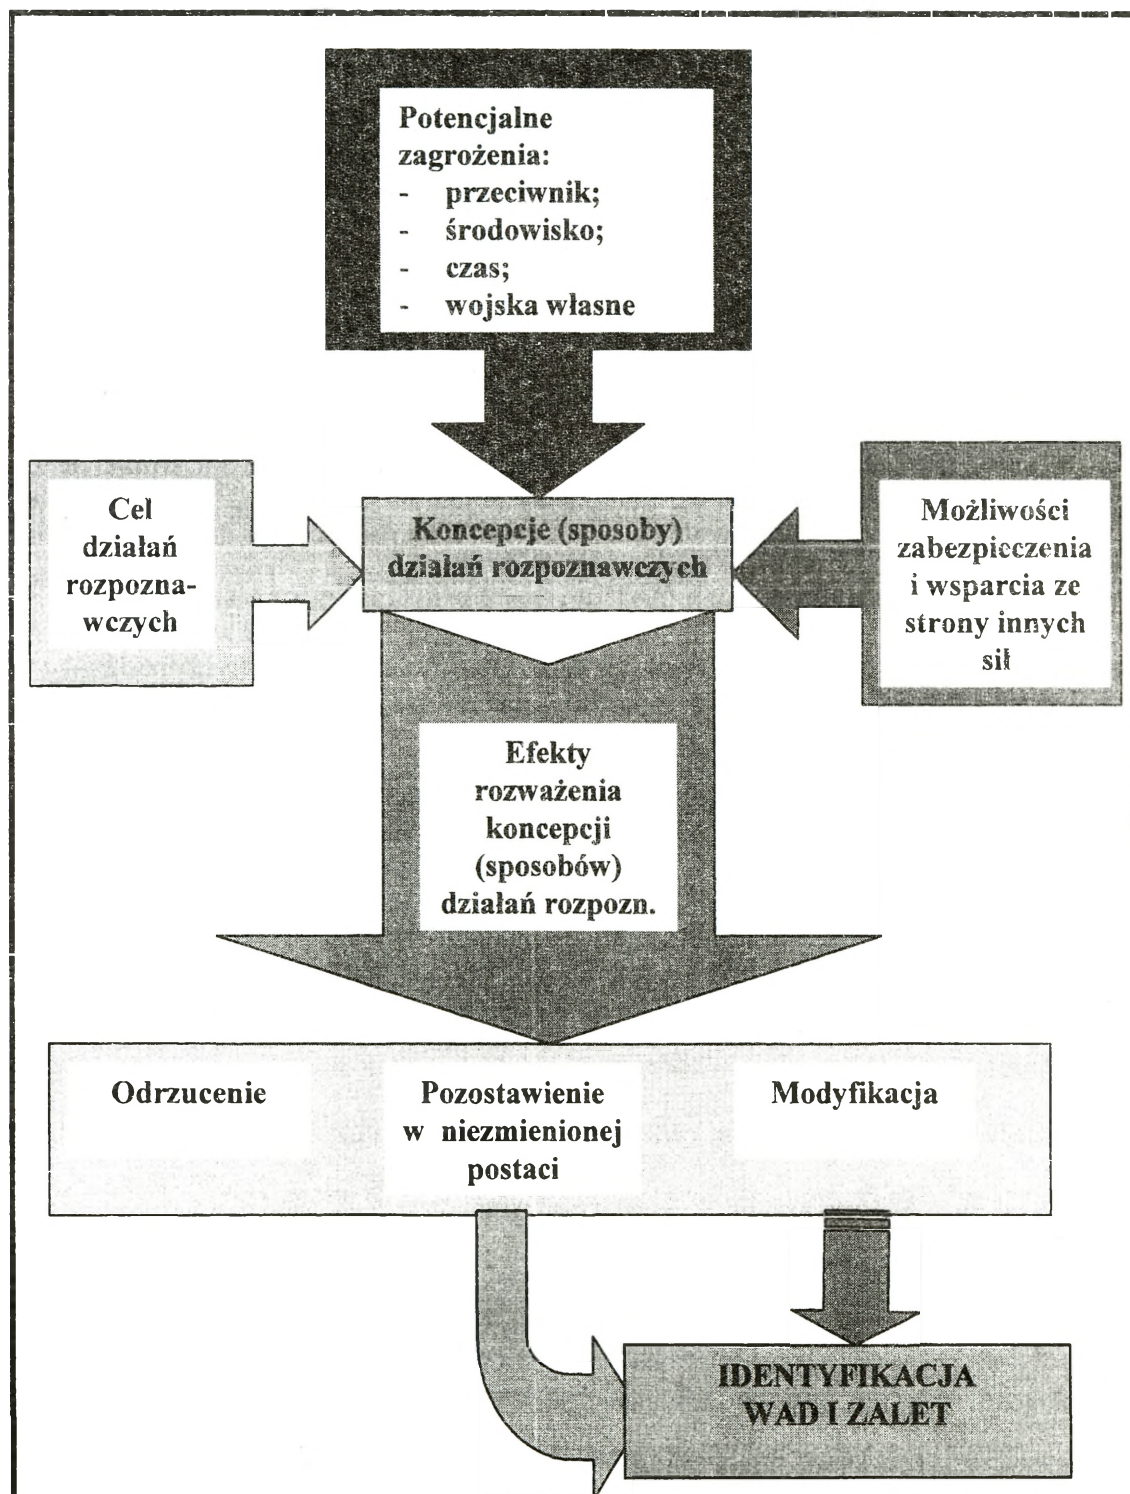 Potencjalne
zagrożenia:
- przeciwnik;
- środowisko;
- czas;
- wojska własne
Cel
działań
rozpozna-
wczych
Koncepcje (sposoby)
działań rozpoznawczych
Możliwości
zabezpieczenia
i wsparcia ze
strony innych
sił
Efekty
rozważenia
koncepcji
(sposobów)
działań rozpozn.
Odrzucenie
Pozostawienie
w niezmienionej
postaci
Modyfikacja
IDENTYFIKACJA
WAD I ZALET